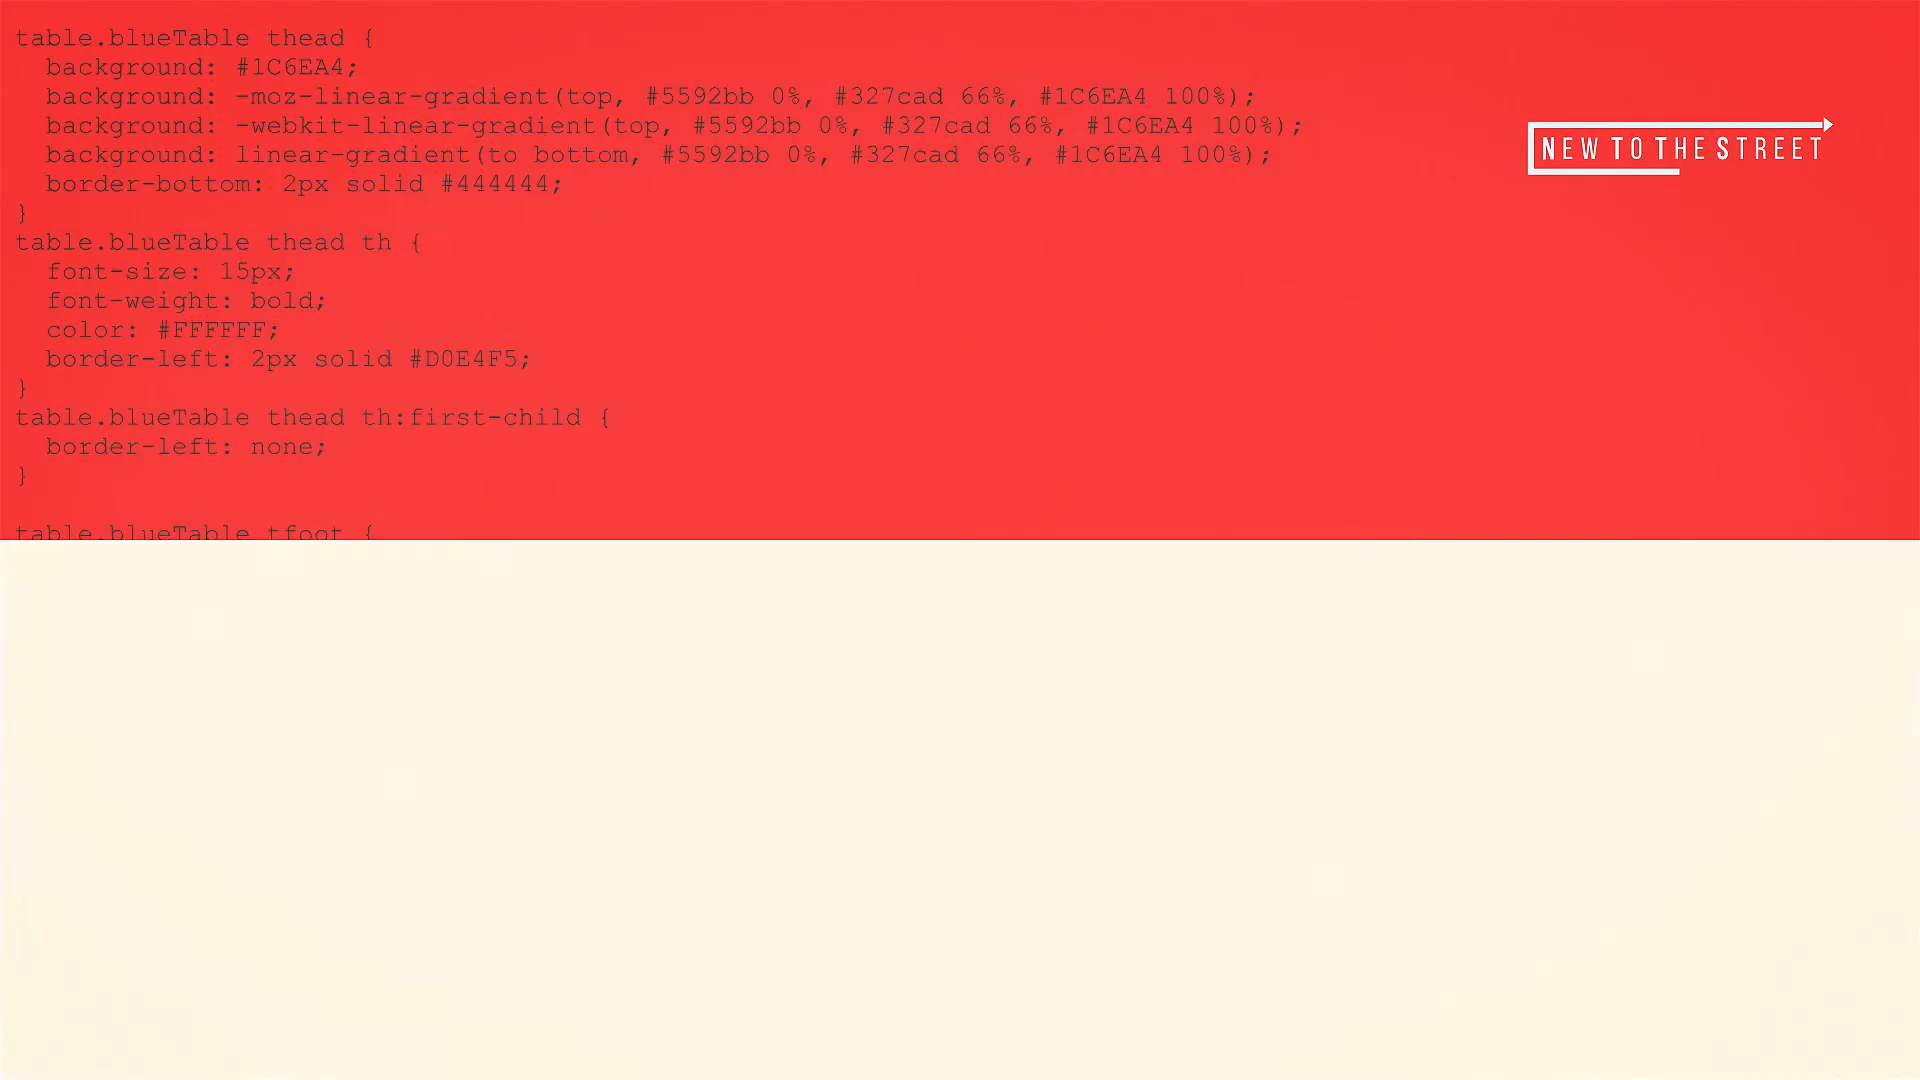 table.blueTable thead {
  background: #1C6EA4;
  background: -moz-linear-gradient(top, #5592bb 0%, #327cad 66%, #1C6EA4 100%);
  background: -webkit-linear-gradient(top, #5592bb 0%, #327cad 66%, #1C6EA4 100%);
  background: linear-gradient(to bottom, #5592bb 0%, #327cad 66%, #1C6EA4 100%);
  border-bottom: 2px solid #444444;
}
table.blueTable thead th {
  font-size: 15px;
  font-weight: bold;
  color: #FFFFFF;
  border-left: 2px solid #D0E4F5;
}
table.blueTable thead th:first-child {
  border-left: none;
}
table.blueTable tfoot {
NEW TO THE STREET